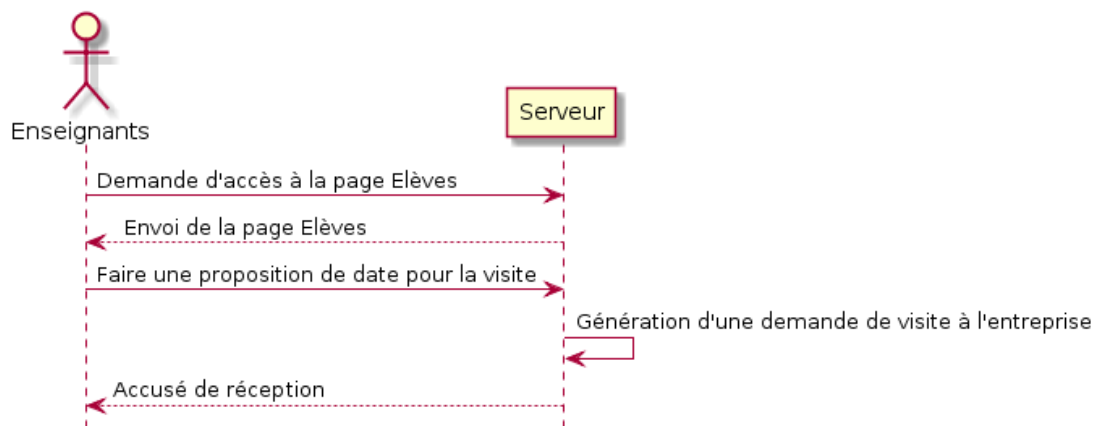 Enseignants
Serveur
Demande d'accès à la page Elèves
Envoi de la page Elèves
Faire une proposition de date pour la visite
Génération d'une demande de visite à l'entreprise
Accusé de réception